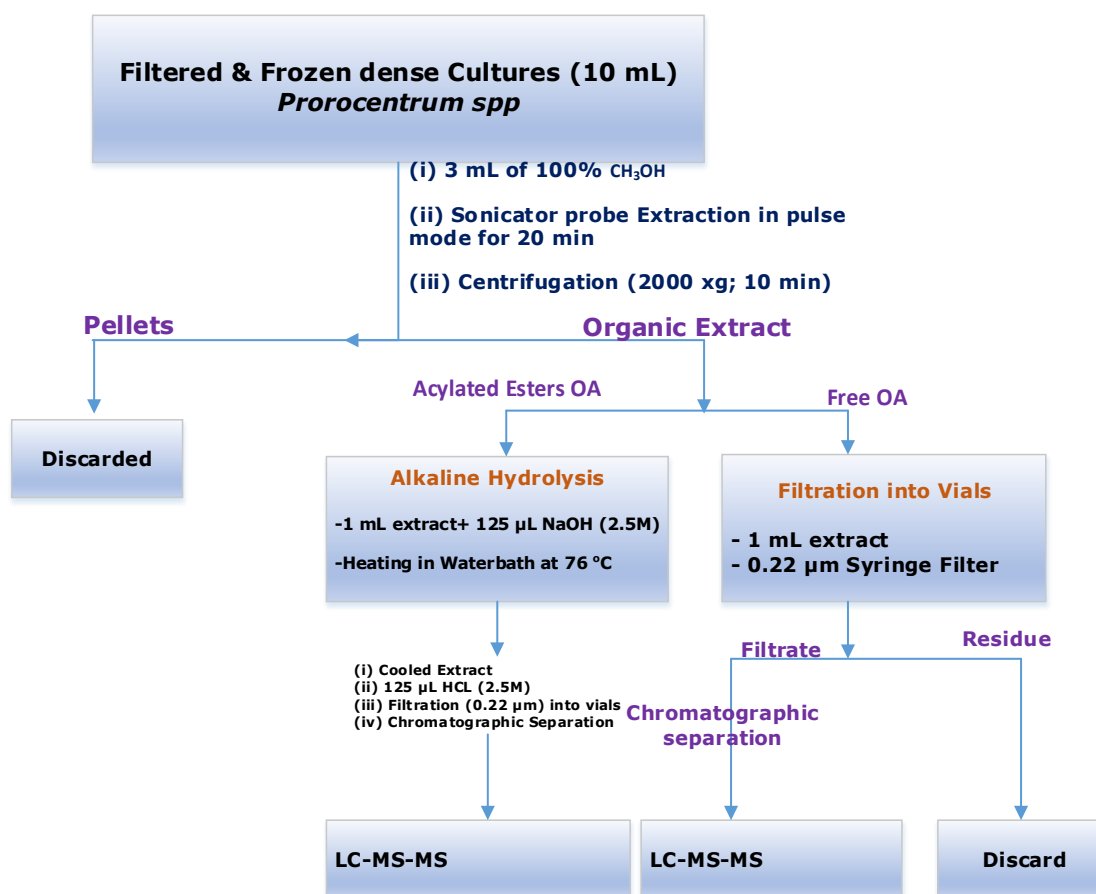 Filtered & Frozen dense Cultures (10 mL)
Prorocentrum spp
(i) 3 mL of 100% CH₃OH
(ii) Sonicator probe Extraction in pulse
mode for 20 min
(iii) Centrifugation (2000 xg; 10 min)
Pellets
Organic Extract
Acylated Esters OA
Free OA
Discarded
Alkaline Hydrolysis
-1 mL extract+ 125 µL NaOH (2.5M)
-Heating in Waterbath at 76 ºC
Filtration into Vials
- 1 mL extract
- 0.22 µm Syringe Filter
Filtrate
Residue
(i) Cooled Extract
(ii) 125 µL HCL (2.5M)
(iii) Filtration (0.22 µm) into vials
(iv) Chromatographic Separation
Chromatographic
separation
LC-MS-MS
LC-MS-MS
Discard